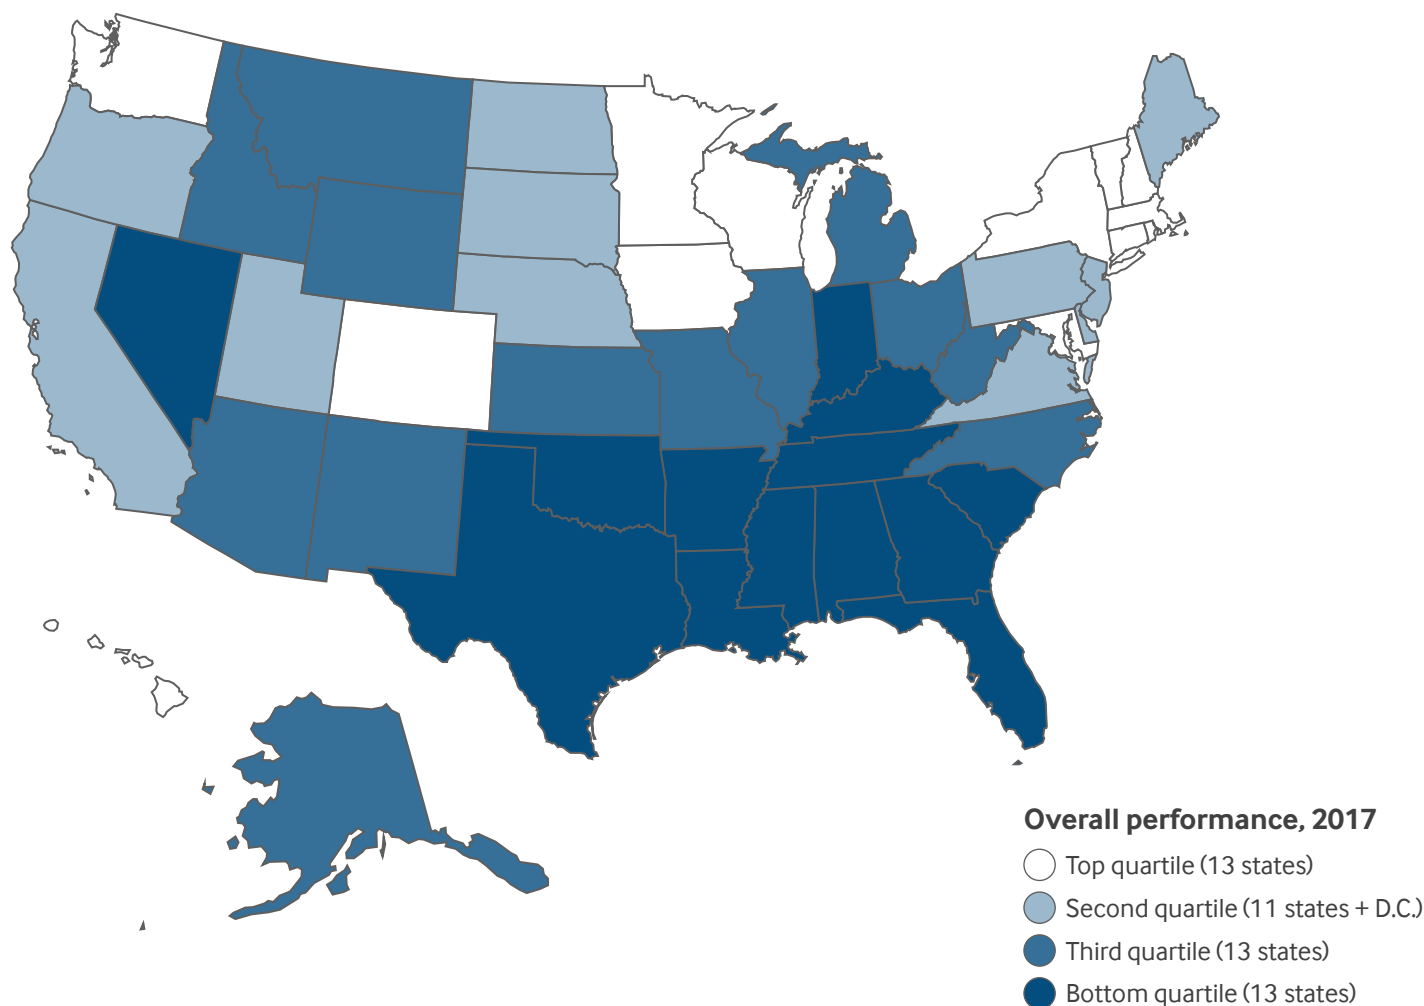 Overall performance, 2017
Top quartile (13 states)
Second quartile (11 states + D.C.)
Third quartile (13 states)
Bottom quartile (13 states)